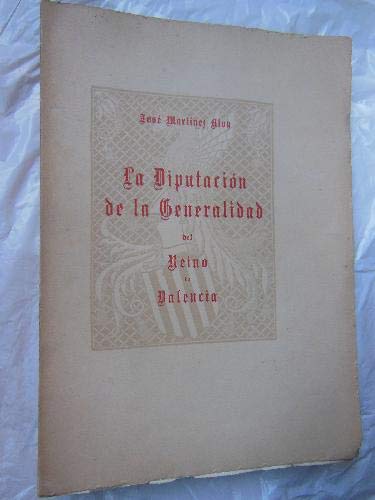 José Martínez Aloy
La Diputación
de la Generalidad
del
Reino
de
Valencia